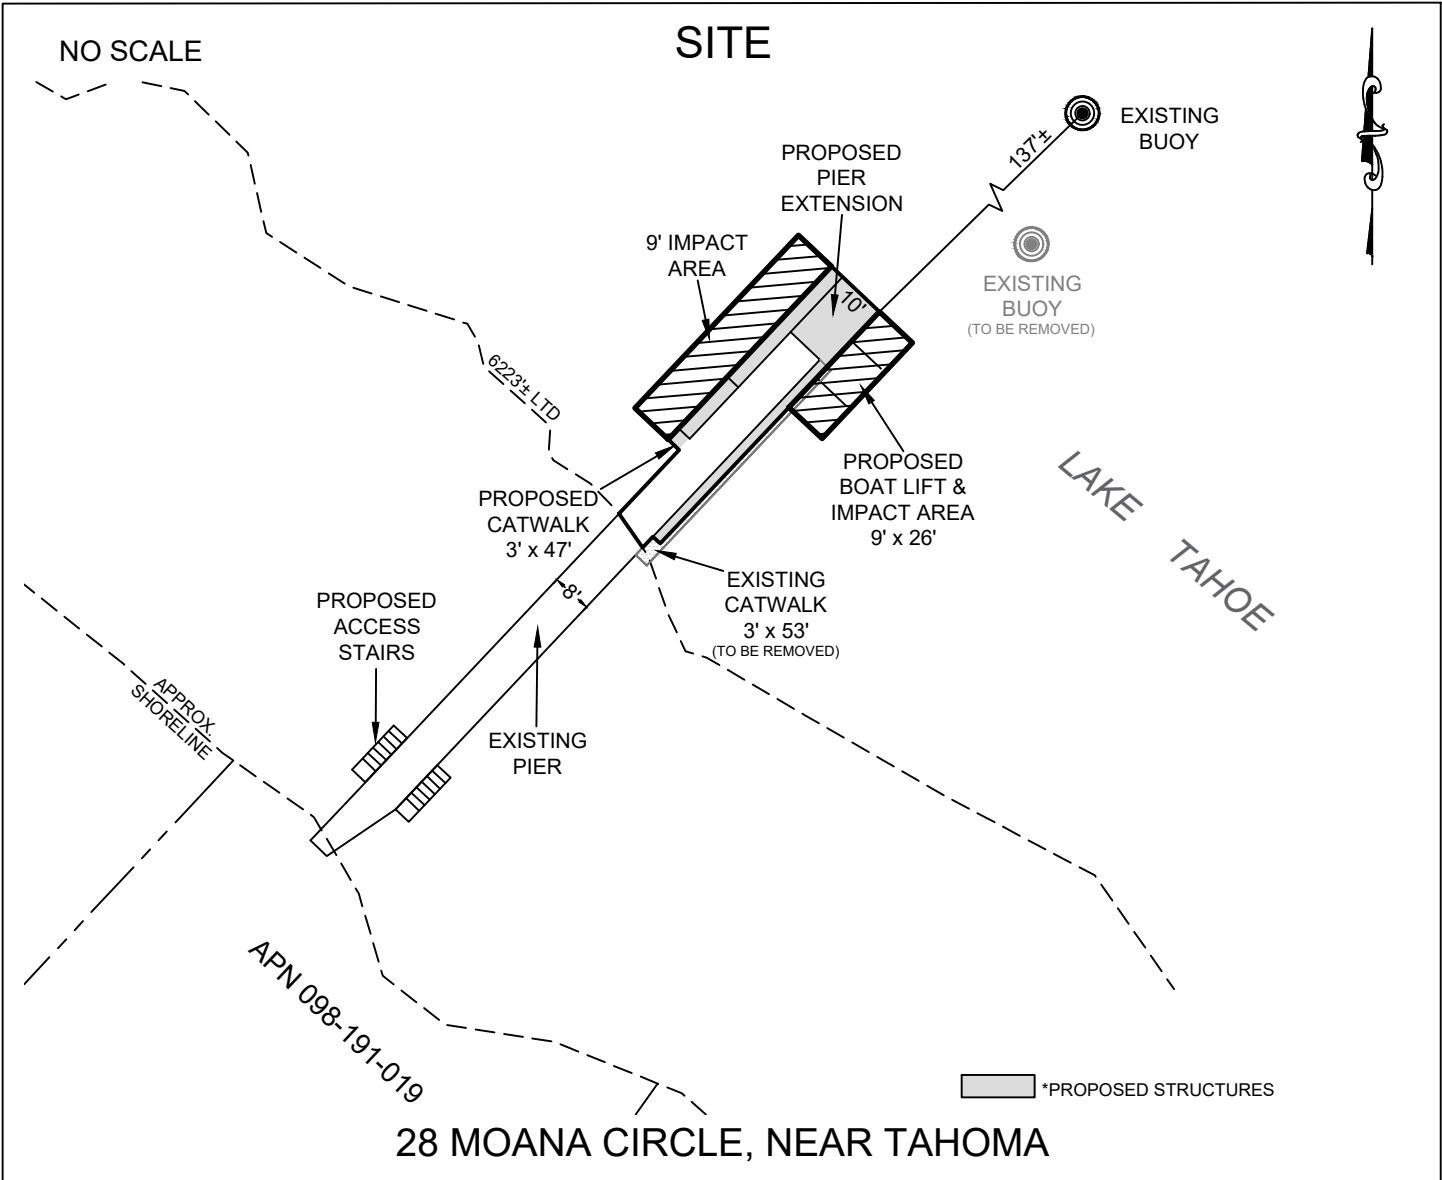 NO SCALE
SITE
EXISTING
BUOY
137'±
PROPOSED
PIER
EXTENSION
9' IMPACT
AREA
EXISTING
BUOY
(TO BE REMOVED)
10'
6223'± LTD
PROPOSED
CATWALK
3' x 47'
PROPOSED
BOAT LIFT &
IMPACT AREA
9' x 26'
LAKE TAHOE
EXISTING
CATWALK
3' x 53'
(TO BE REMOVED)
8'
PROPOSED
ACCESS
STAIRS
APPROX.
SHORELINE
EXISTING
PIER
APN 098-191-019
*PROPOSED STRUCTURES
28 MOANA CIRCLE, NEAR TAHOMA